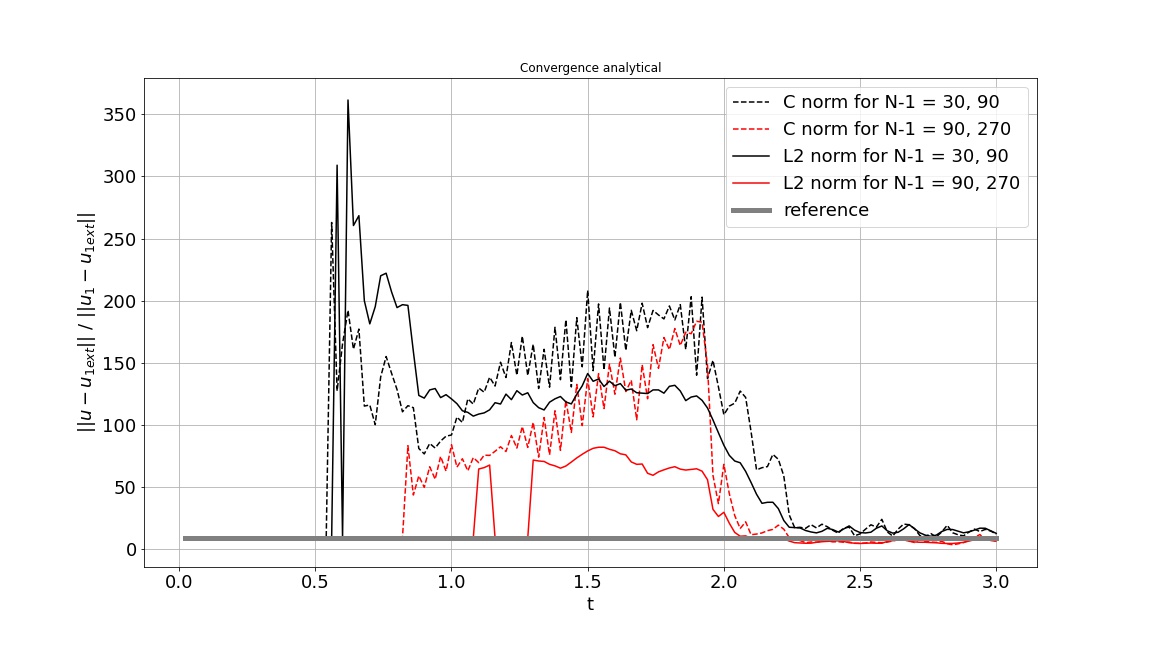 Convergence analytical
||u − u1ext|| / ||u1 − u1ext||
350
300
250
200
150
100
50
0
C norm for N-1 = 30, 90
C norm for N-1 = 90, 270
L2 norm for N-1 = 30, 90
L2 norm for N-1 = 90, 270
reference
0.0 0.5 1.0 1.5 2.0 2.5 3.0
t